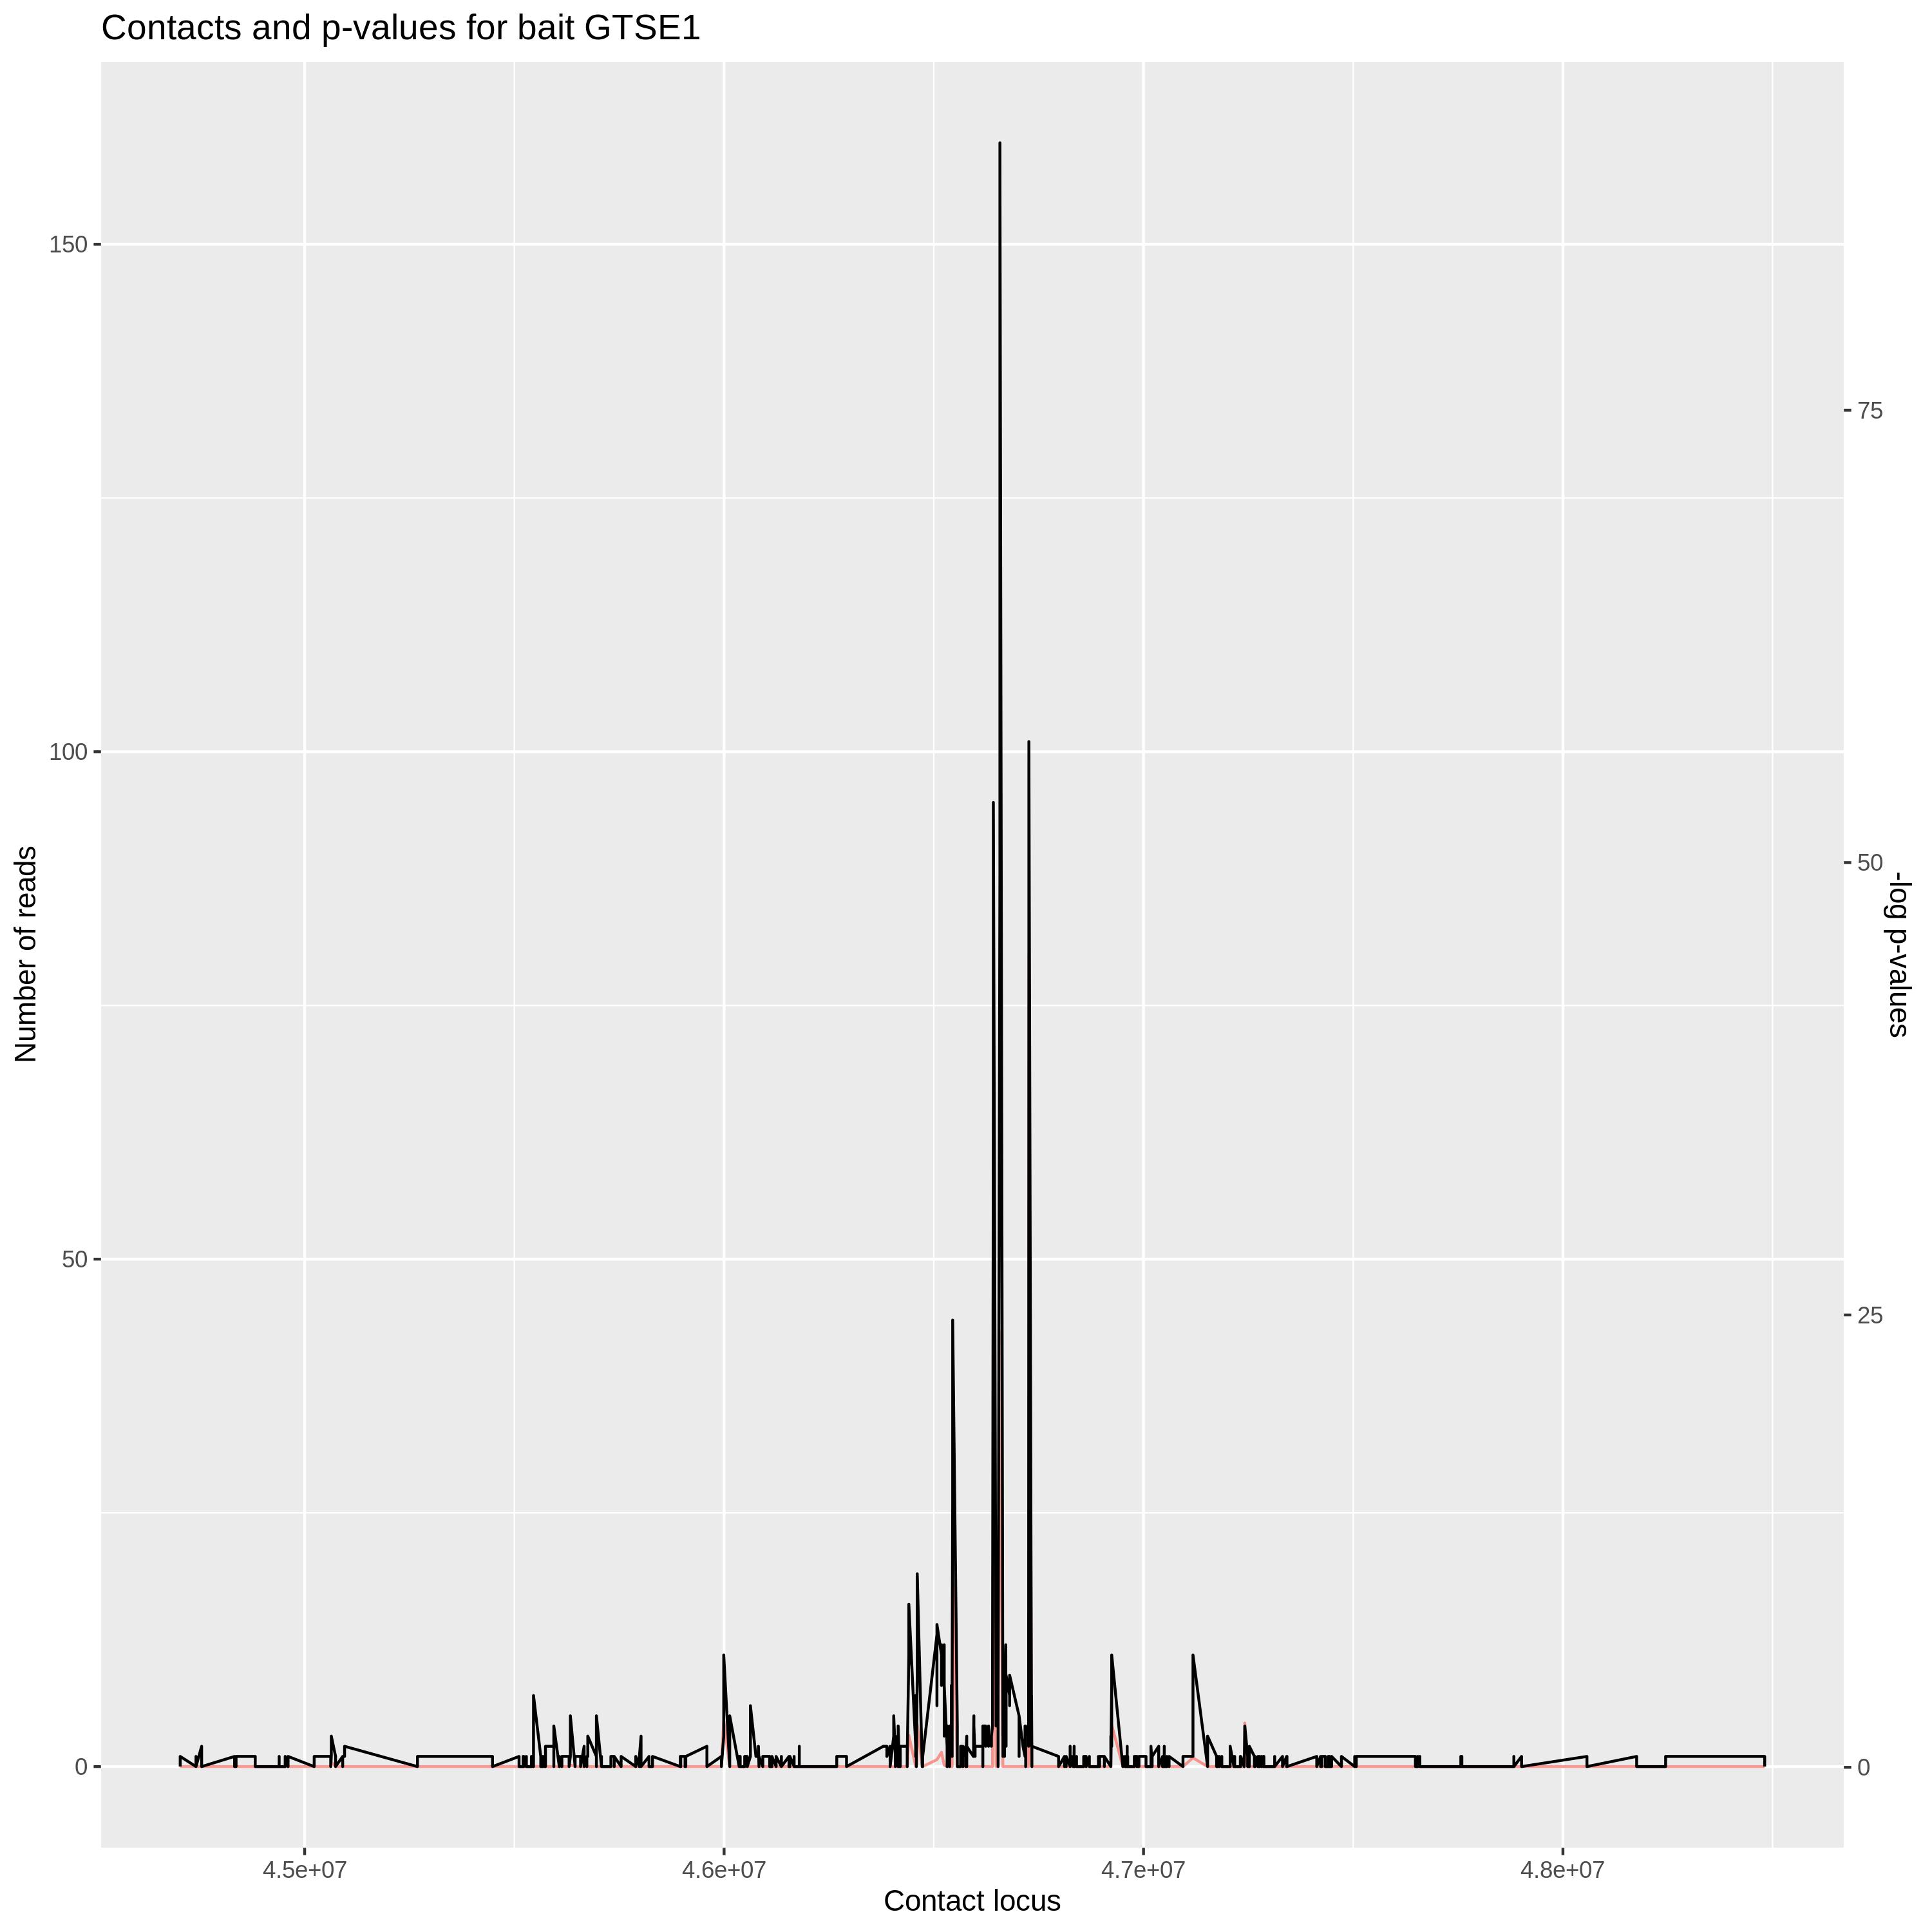 Contacts and p-values for bait GTSE1
150
100
50
0
Number of reads
75
50
25
0
-log p-values
4.5e+07
4.6e+07
4.7e+07
4.8e+07
Contact locus